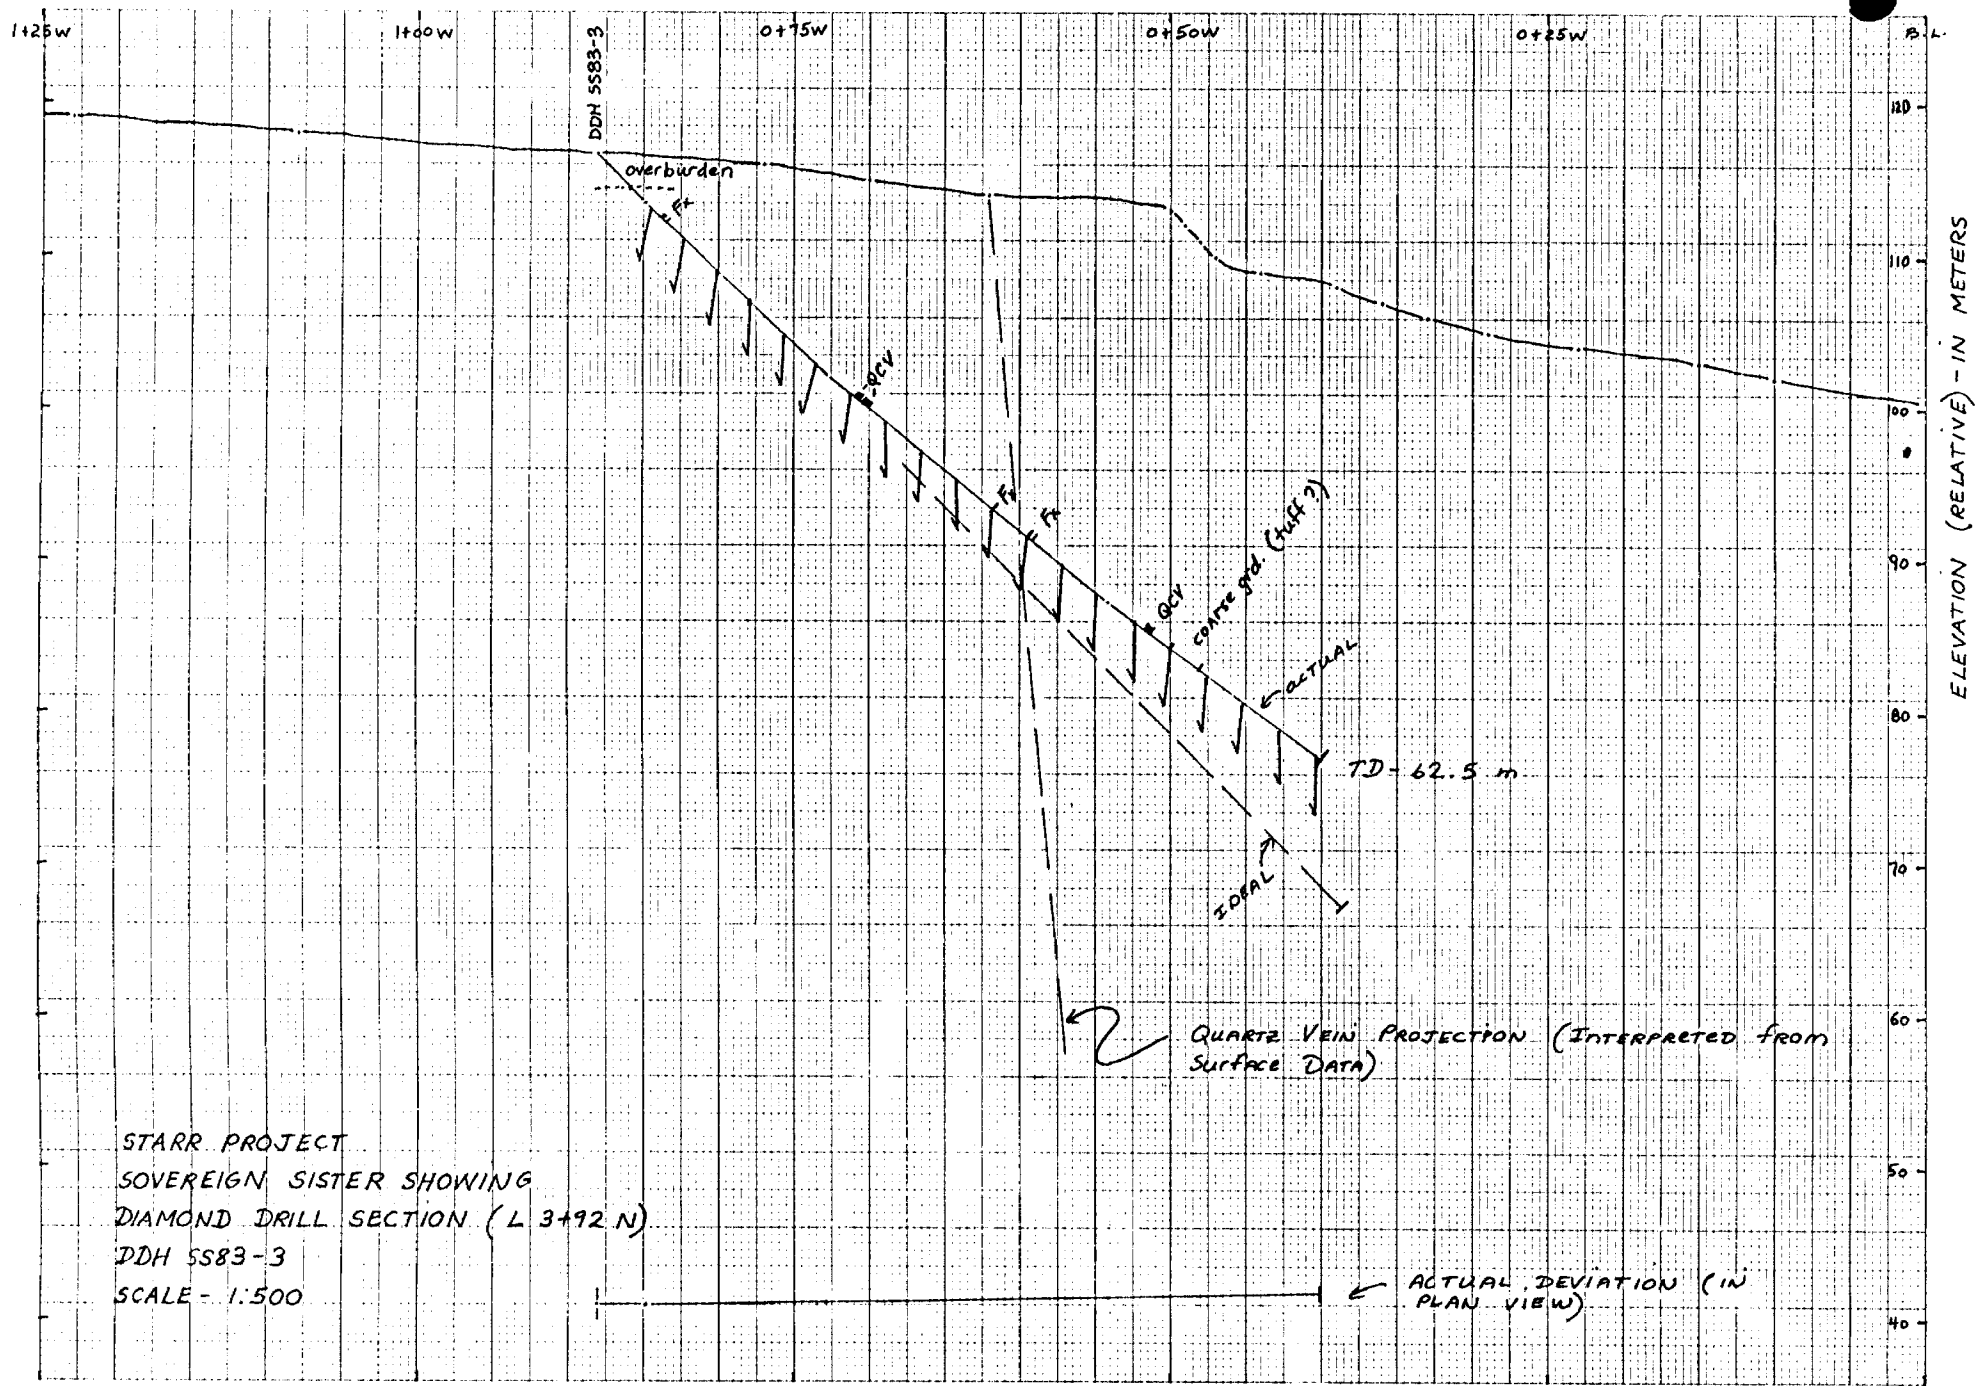 1+25W
1+00W
0+75W
0+50W
0+25W
B.L.
DDH SS83-3
overburden
Fx
QCV
Fx
Fx
QCV
coarse grd. (tuff?)
ACTUAL
TD-62.5 m
IDEAL
120
110
100
90
80
70
60
50
40
ELEVATION (RELATIVE) - IN METERS
QUARTZ VEIN PROJECTION (INTERPRETED from
Surface DATA)
STARR PROJECT
SOVEREIGN SISTER SHOWING
DIAMOND DRILL SECTION (L 3+92 N)
DDH SS83-3
SCALE - 1:500
ACTUAL DEVIATION (IN
PLAN VIEW)